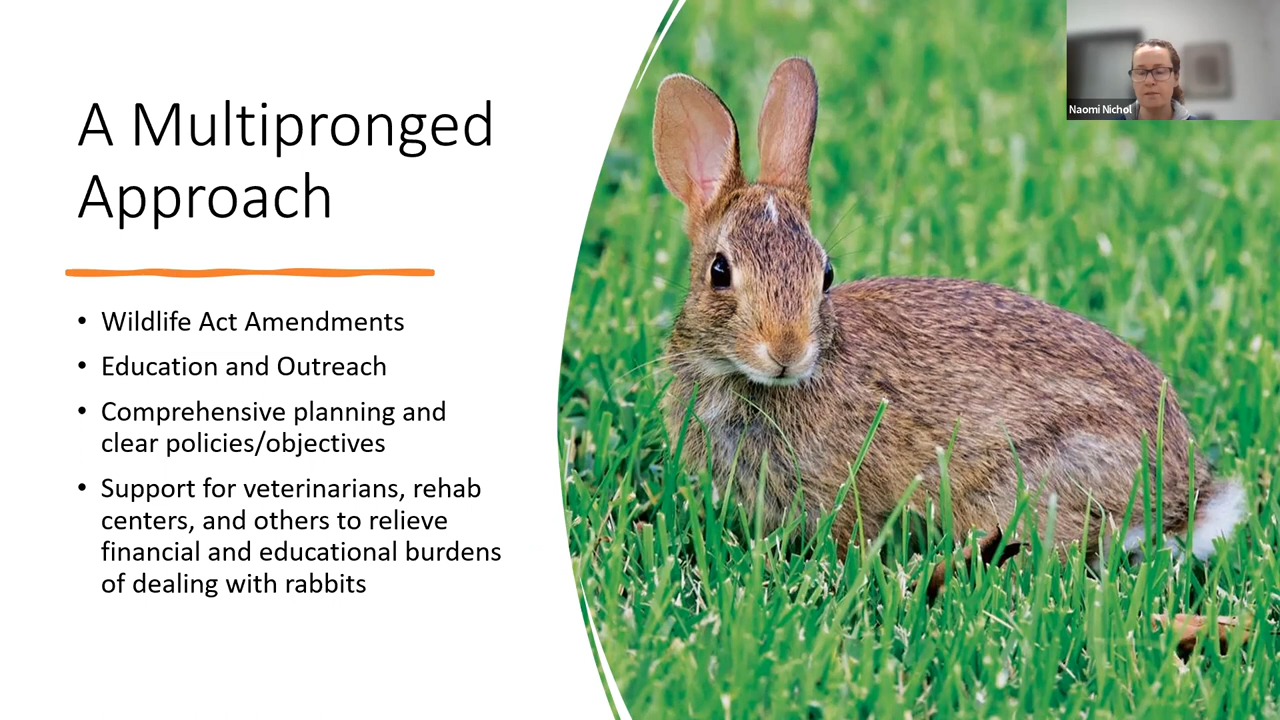 A Multipronged
Approach
• Wildlife Act Amendments
• Education and Outreach
• Comprehensive planning and
clear policies/objectives
• Support for veterinarians, rehab
centers, and others to relieve
financial and educational burdens
of dealing with rabbits
Naomi Nichol